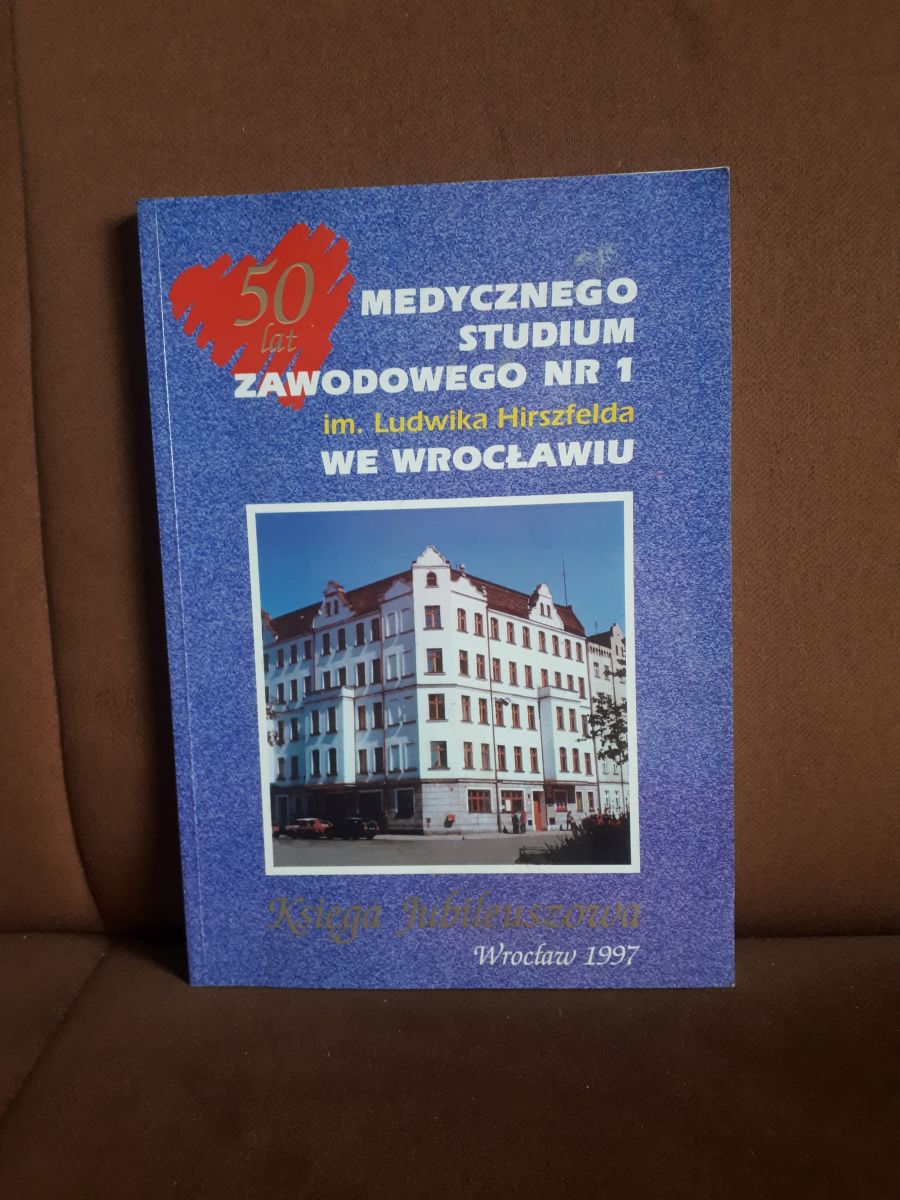 50
lat
MEDYCZNEGO
STUDIUM
ZAWODOWEGO NR 1
im. Ludwika Hirszfelda
WE WROCŁAWIU
Księga Jubileuszowa
Wrocław 1997